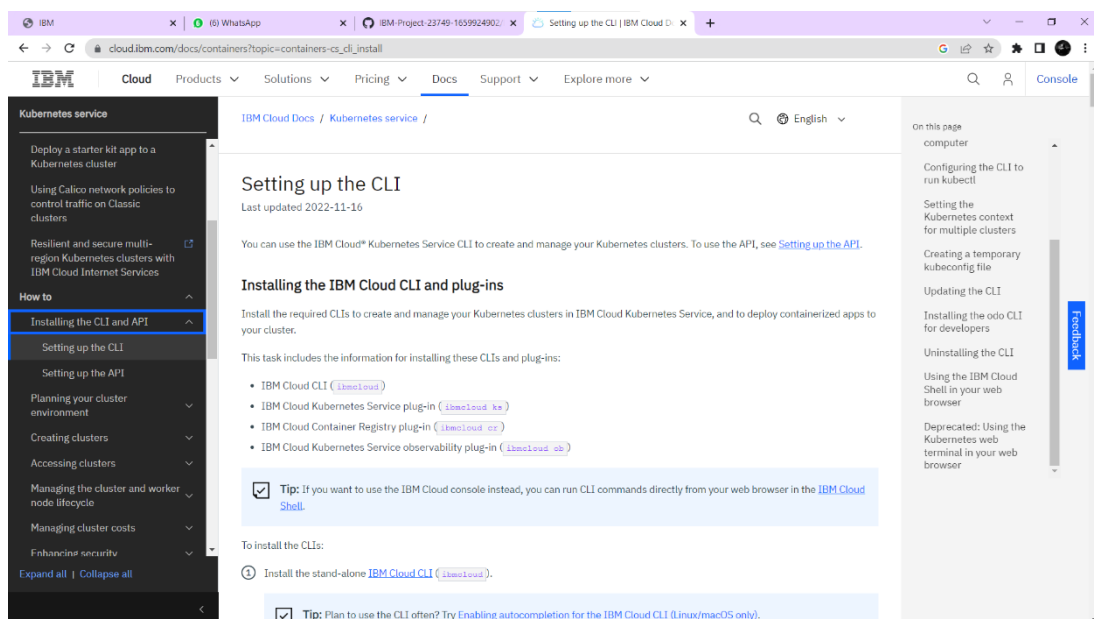 IBM
(6) WhatsApp
IBM-Project-23749-1659924902
Setting up the CLI | IBM Cloud D
cloud.ibm.com/docs/containers?topic=containers-cs_cli_install
IBM
Cloud
Products
Solutions
Pricing
Docs
Support
Explore more
Console
Kubernetes service
Deploy a starter kit app to a
Kubernetes cluster
Using Calico network policies to
control traffic on Classic
clusters
Resilient and secure multi-
region Kubernetes clusters with
IBM Cloud Internet Services
How to
Installing the CLI and API
Setting up the CLI
Setting up the API
Planning your cluster
environment
Creating clusters
Accessing clusters
Managing the cluster and worker
node lifecycle
Managing cluster costs
Enhancing security
Expand all | Collapse all
IBM Cloud Docs / Kubernetes service /
English
Setting up the CLI
Last updated 2022-11-16
You can use the IBM Cloud® Kubernetes Service CLI to create and manage your Kubernetes clusters. To use the API, see Setting up the API.
Installing the IBM Cloud CLI and plug-ins
Install the required CLIs to create and manage your Kubernetes clusters in IBM Cloud Kubernetes Service, and to deploy containerized apps to
your cluster.
This task includes the information for installing these CLIs and plug-ins:
• IBM Cloud CLI ( ibmcloud )
• IBM Cloud Kubernetes Service plug-in ( ibmcloud ks )
• IBM Cloud Container Registry plug-in ( ibmcloud cr )
• IBM Cloud Kubernetes Service observability plug-in ( ibmcloud ob )
Tip: If you want to use the IBM Cloud console instead, you can run CLI commands directly from your web browser in the IBM Cloud
Shell.
To install the CLIs:
1 Install the stand-alone IBM Cloud CLI ( ibmcloud ).
Tip: Plan to use the CLI often? Try Enabling autocompletion for the IBM Cloud CLI (Linux/macOS only).
On this page
computer
Configuring the CLI to
run kubectl
Setting the
Kubernetes context
for multiple clusters
Creating a temporary
kubeconfig file
Updating the CLI
Installing the odo CLI
for developers
Uninstalling the CLI
Using the IBM Cloud
Shell in your web
browser
Deprecated: Using the
Kubernetes web
terminal in your web
browser
Feedback